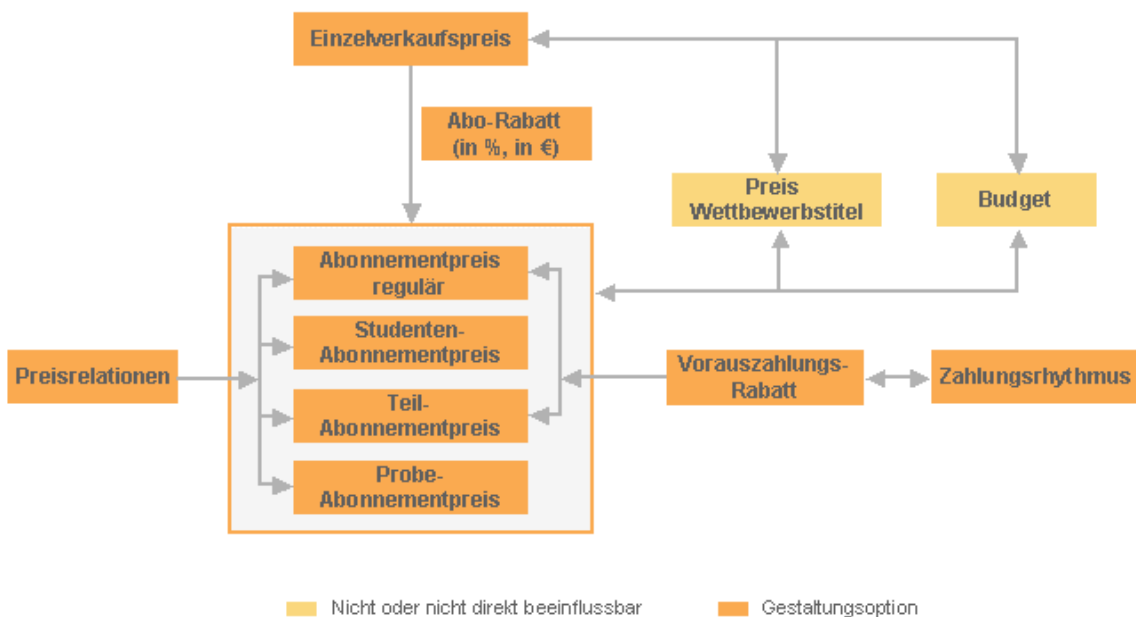 Einzelverkaufspreis
Abo-Rabatt
(in %, in €)
Preis
Wettbewerbstitel
Budget
Abonnementpreis
regulär
Studenten-
Abonnementpreis
Preisrelationen
Vorauszahlungs-
Rabatt
Zahlungsrhythmus
Teil-
Abonnementpreis
Probe-
Abonnementpreis
Nicht oder nicht direkt beeinflussbar
Gestaltungsoption